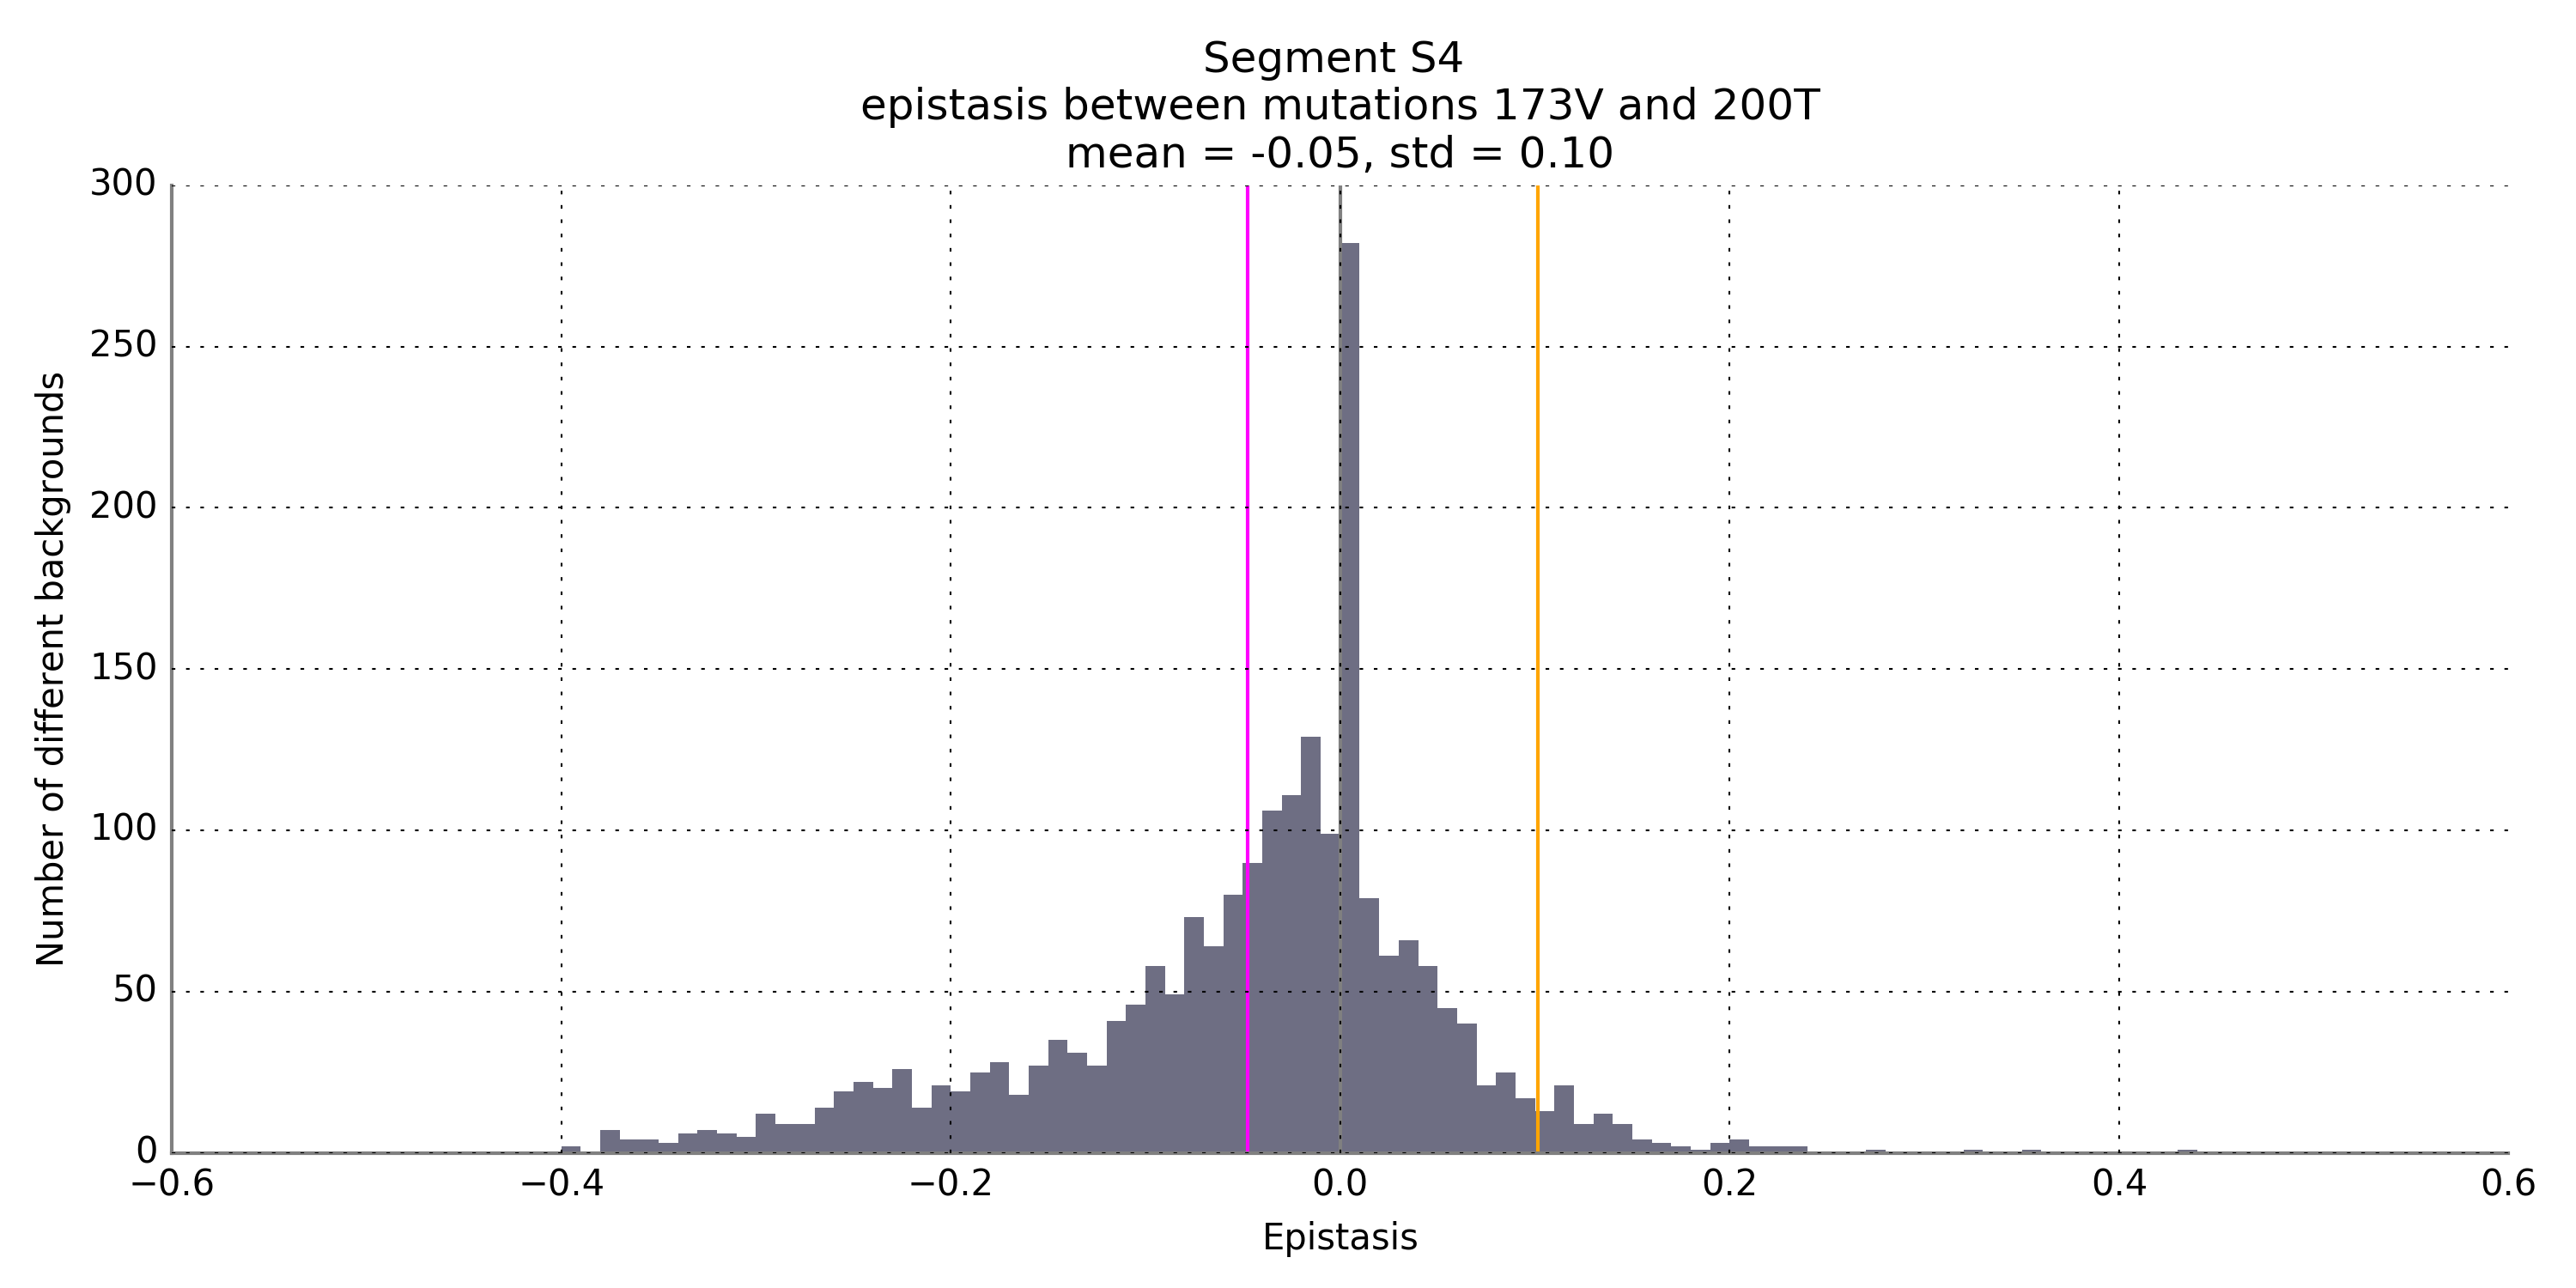 Segment S4
epistasis between mutations 173V and 200T
mean = -0.05, std = 0.10
300
250
200
150
100
50
0
Number of different backgrounds
−0.6 −0.4 −0.2 0.0 0.2 0.4 0.6
Epistasis